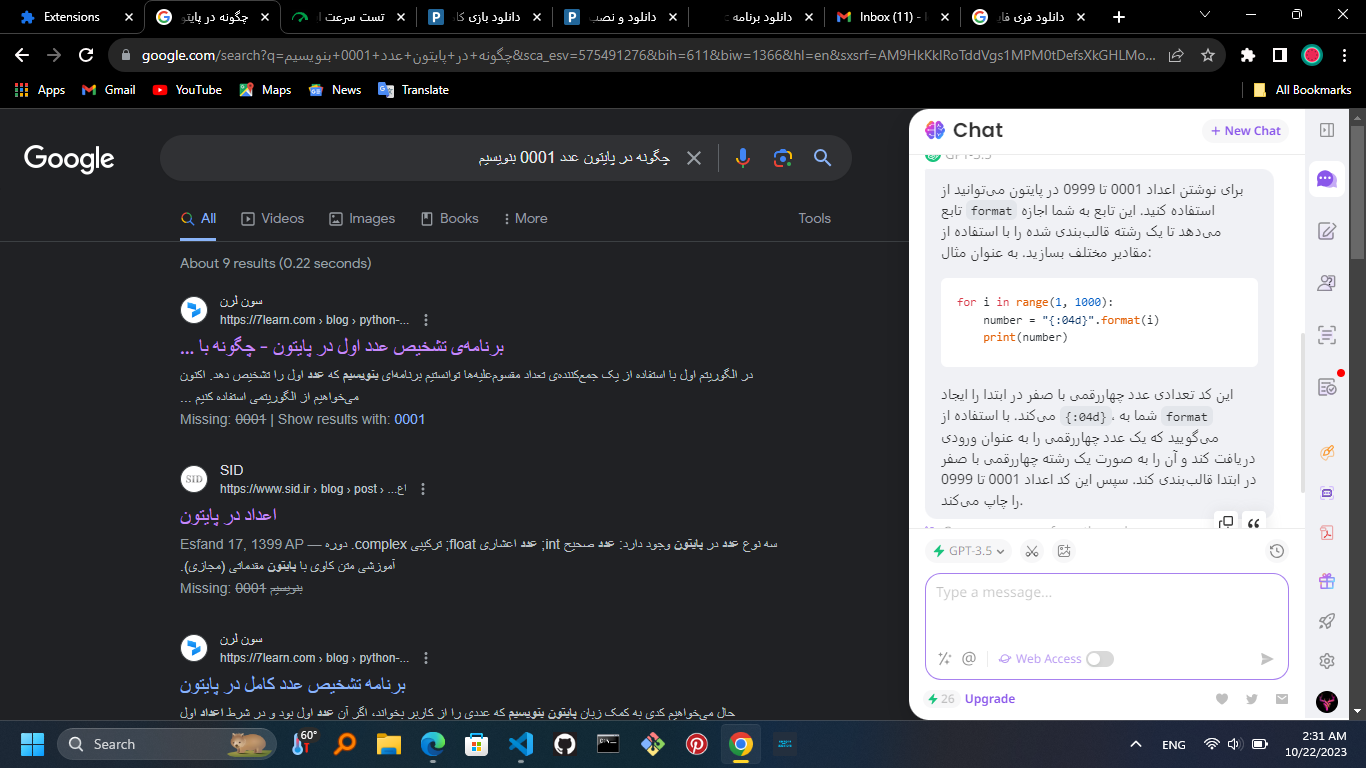 Extensions
چگونه در پایتو
تست سرعت ا
دانلود بازی کا
دانلود و نصب
دانلود برنامه
Inbox (11) -
دانلود فری فا
google.com/search?q=چگونه+در+پایتون+عدد+0001+بنویسیم&sca_esv=575491276&bih=611&biw=1366&hl=en&sxsrf=AM9HkKklRoTddVgs1MPM0tDefsXkGHLMo...
Apps
Gmail
YouTube
Maps
News
Translate
All Bookmarks
Google
چگونه در پایتون عدد 0001 بنویسیم
All
Videos
Images
Books
More
Tools
About 9 results (0.22 seconds)
سون لرن
https://7learn.com › blog › python-...
برنامه‌ی تشخیص عدد اول در پایتون - چگونه با ...
در الگوریتم اول با استفاده از یک جمع‌کننده‌ی تعداد مقسوم‌علیه‌ها توانستیم برنامه‌ای بنویسیم که عدد اول را تشخیص دهد. اکنون
می‌خواهیم از الگوریتمی استفاده کنیم ...
Missing: 0001 | Show results with: 0001
SID
SID
https://www.sid.ir › blog › post › اع...
اعداد در پایتون
Esfand 17, 1399 AP — سه نوع عدد در پایتون وجود دارد: عدد صحیح int; عدد اعشاری float; ترکیبی complex. دوره
آموزشی متن کاوی با پایتون مقدماتی (مجازی).
Missing: 0001 بنویسیم
سون لرن
https://7learn.com › blog › python-...
برنامه تشخیص عدد کامل در پایتون
حال می‌خواهیم کدی به کمک زبان پایتون بنویسیم که عددی را از کاربر بخواند، اگر آن عدد اول بود و در شرط اعداد اول
Chat
+ New Chat
GPT-3.5
برای نوشتن اعداد 0001 تا 0999 در پایتون می‌توانید از
تابع format استفاده کنید. این تابع به شما اجازه
می‌دهد تا یک رشته قالب‌بندی شده را با استفاده از
مقادیر مختلف بسازید. به عنوان مثال:
for i in range(1, 1000):
    number = "{:04d}".format(i)
    print(number)
این کد تعدادی عدد چهاررقمی با صفر در ابتدا را ایجاد
می‌کند. با استفاده از {:04d}، شما به format
می‌گویید که یک عدد چهاررقمی را به عنوان ورودی
دریافت کند و آن را به صورت یک رشته چهاررقمی با صفر
در ابتدا قالب‌بندی کند. سپس این کد اعداد 0001 تا 0999
را چاپ می‌کند.
GPT-3.5
Type a message...
Web Access
26
Upgrade
Search
60°
ENG
2:31 AM
10/22/2023